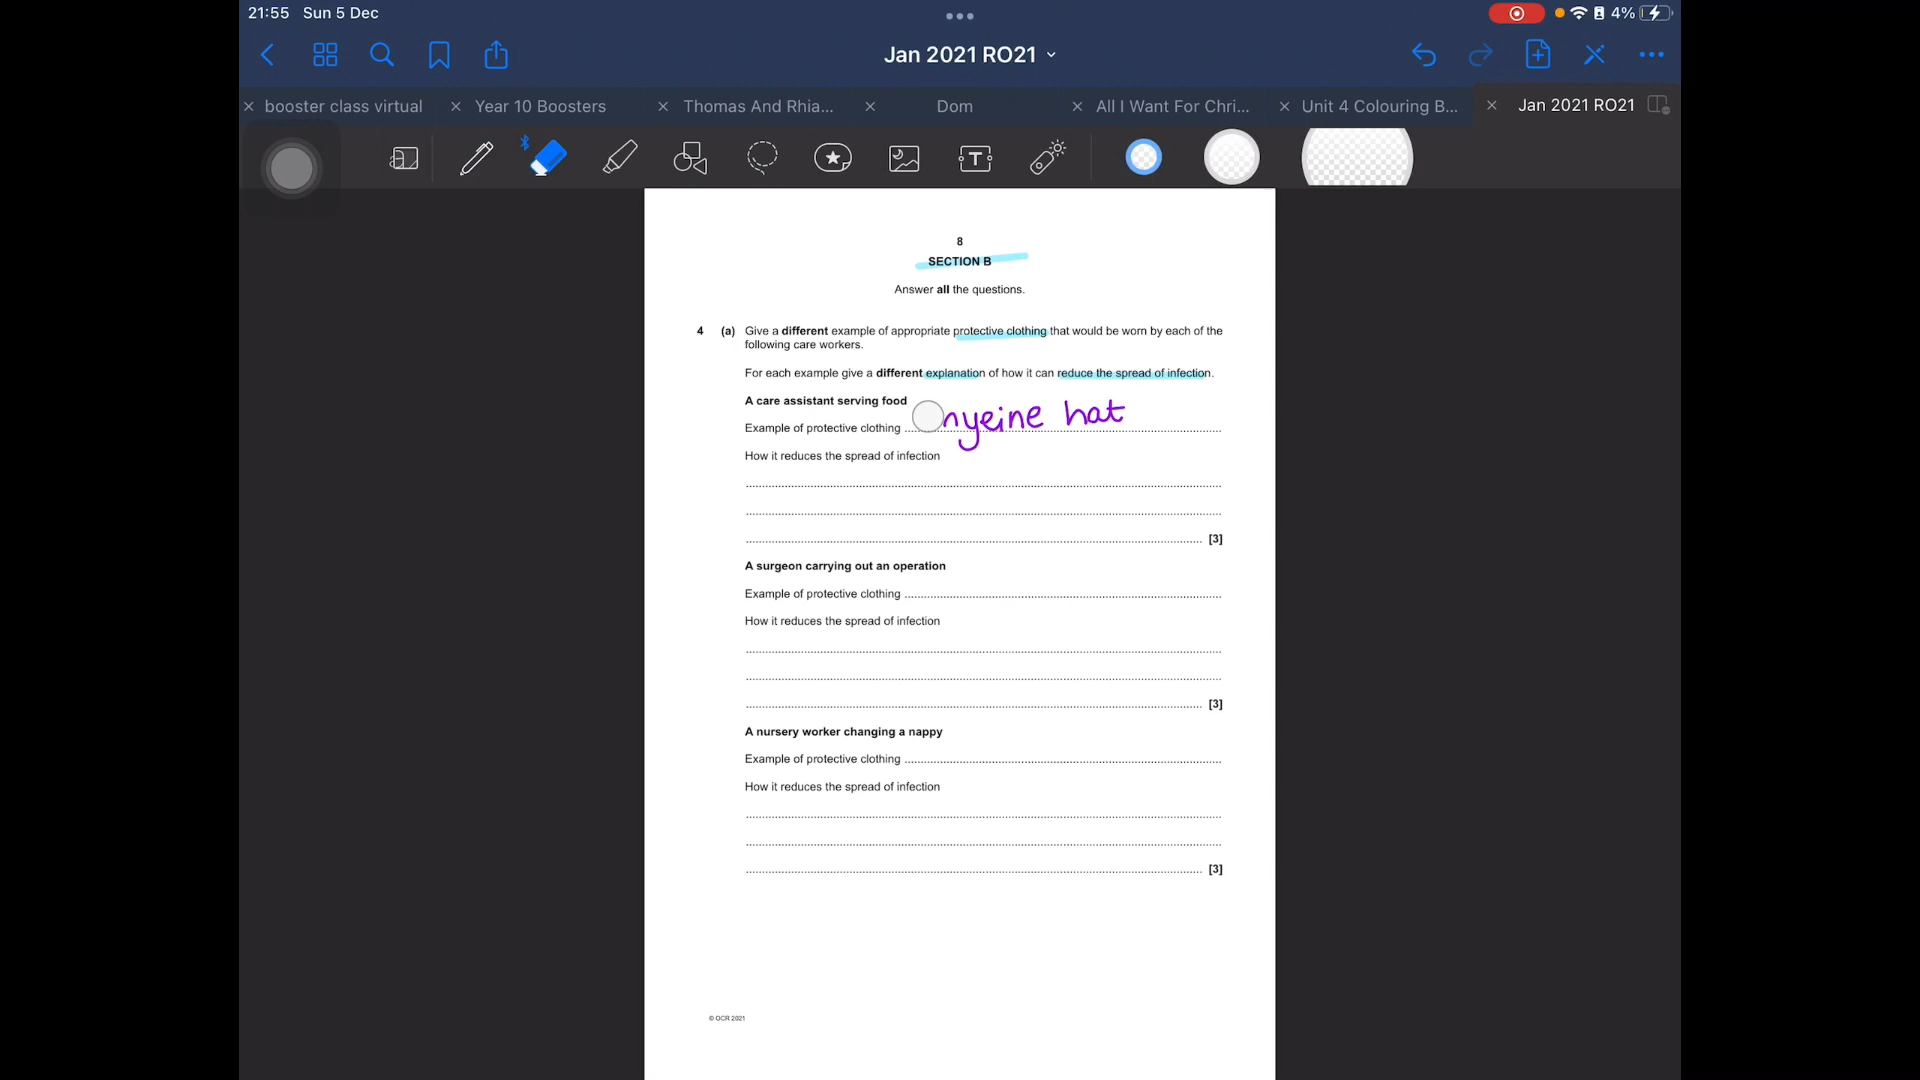 21:55 Sun 5 Dec
4%
Jan 2021 RO21
booster class virtual
Year 10 Boosters
Thomas And Rhia...
Dom
All I Want For Chri...
Unit 4 Colouring B...
Jan 2021 RO21
8
SECTION B
Answer all the questions.
4 (a) Give a different example of appropriate protective clothing that would be worn by each of the
following care workers.
For each example give a different explanation of how it can reduce the spread of infection.
A care assistant serving food
Example of protective clothing ........ nyeine hat
How it reduces the spread of infection
........
........
........ [3]
A surgeon carrying out an operation
Example of protective clothing ........
How it reduces the spread of infection
........
........
........ [3]
A nursery worker changing a nappy
Example of protective clothing ........
How it reduces the spread of infection
........
........
........ [3]
© OCR 2021